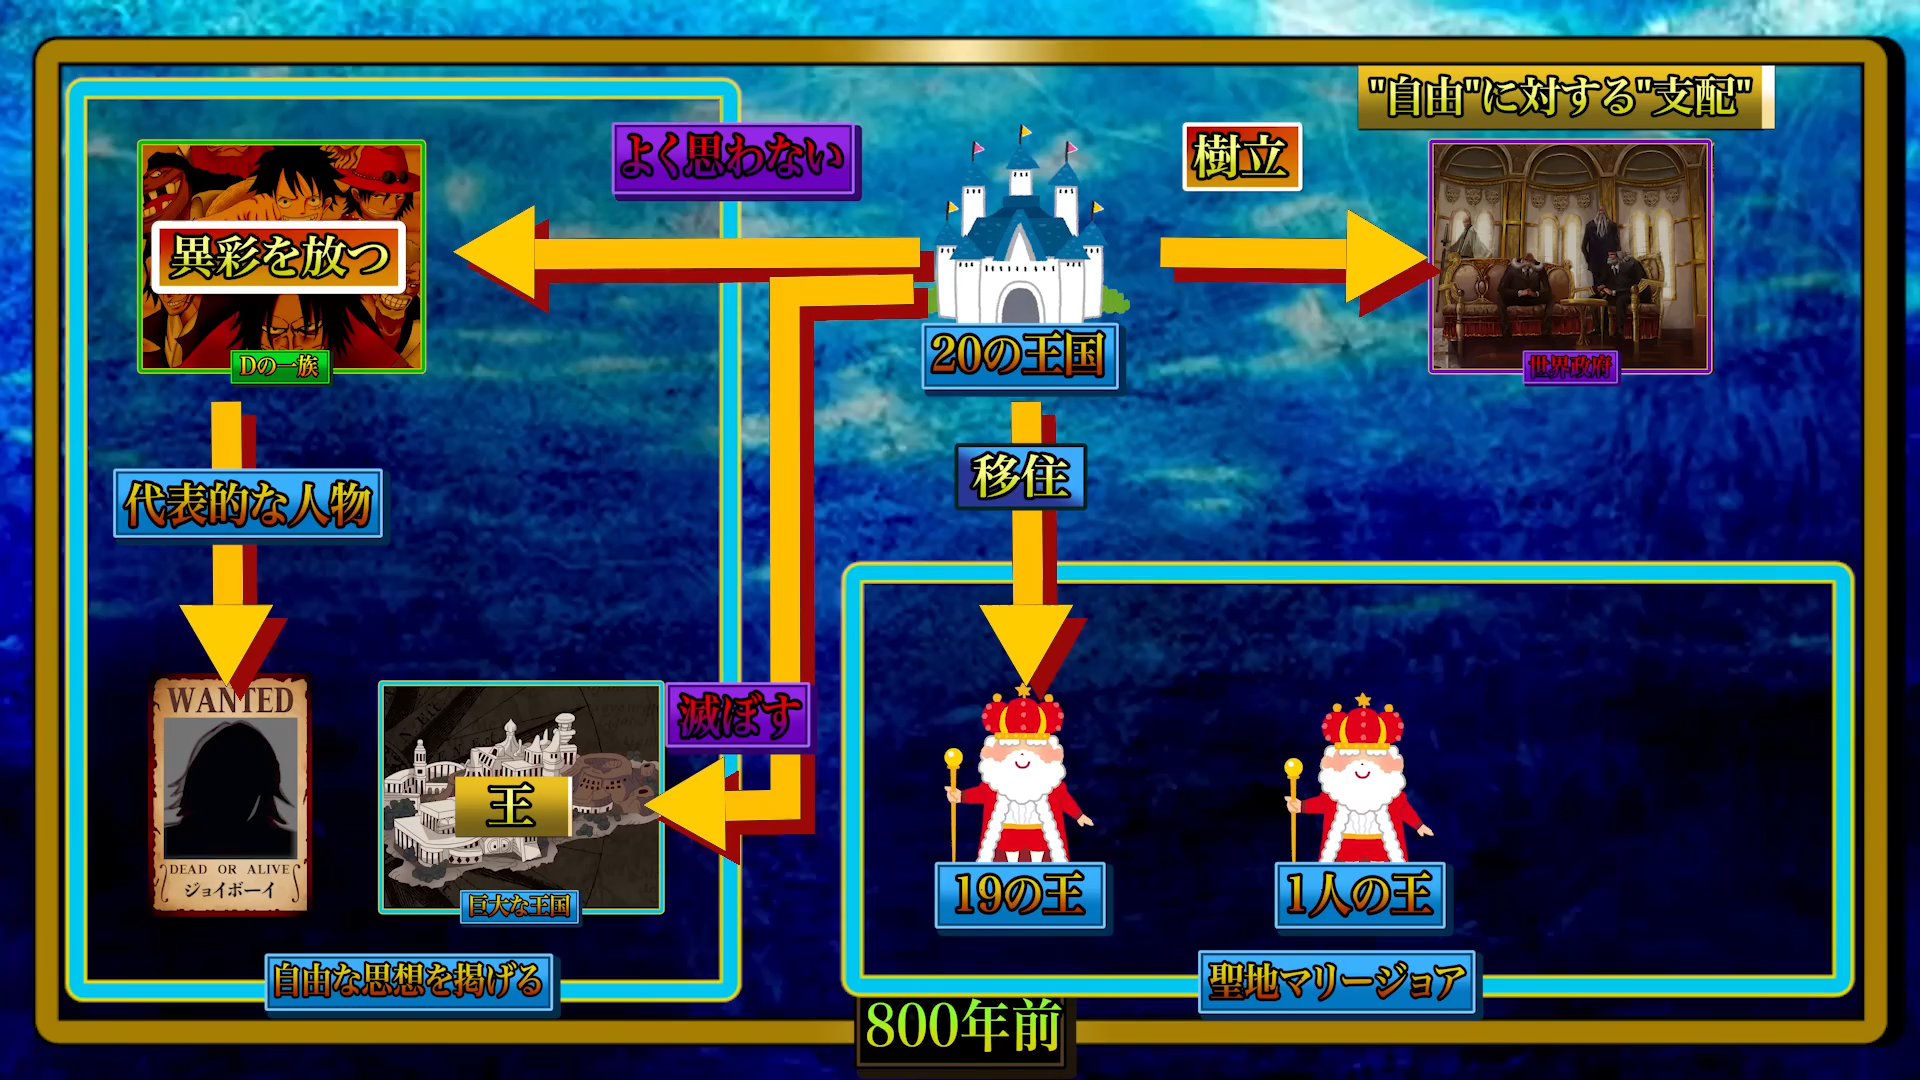 "自由"に対する"支配"
よく思わない
樹立
異彩を放つ
Dの一族
20の王国
世界政府
代表的な人物
移住
WANTED
DEAD OR ALIVE
ジョイボーイ
滅ぼす
王
巨大な王国
19の王
1人の王
自由な思想を掲げる
聖地マリージョア
800年前